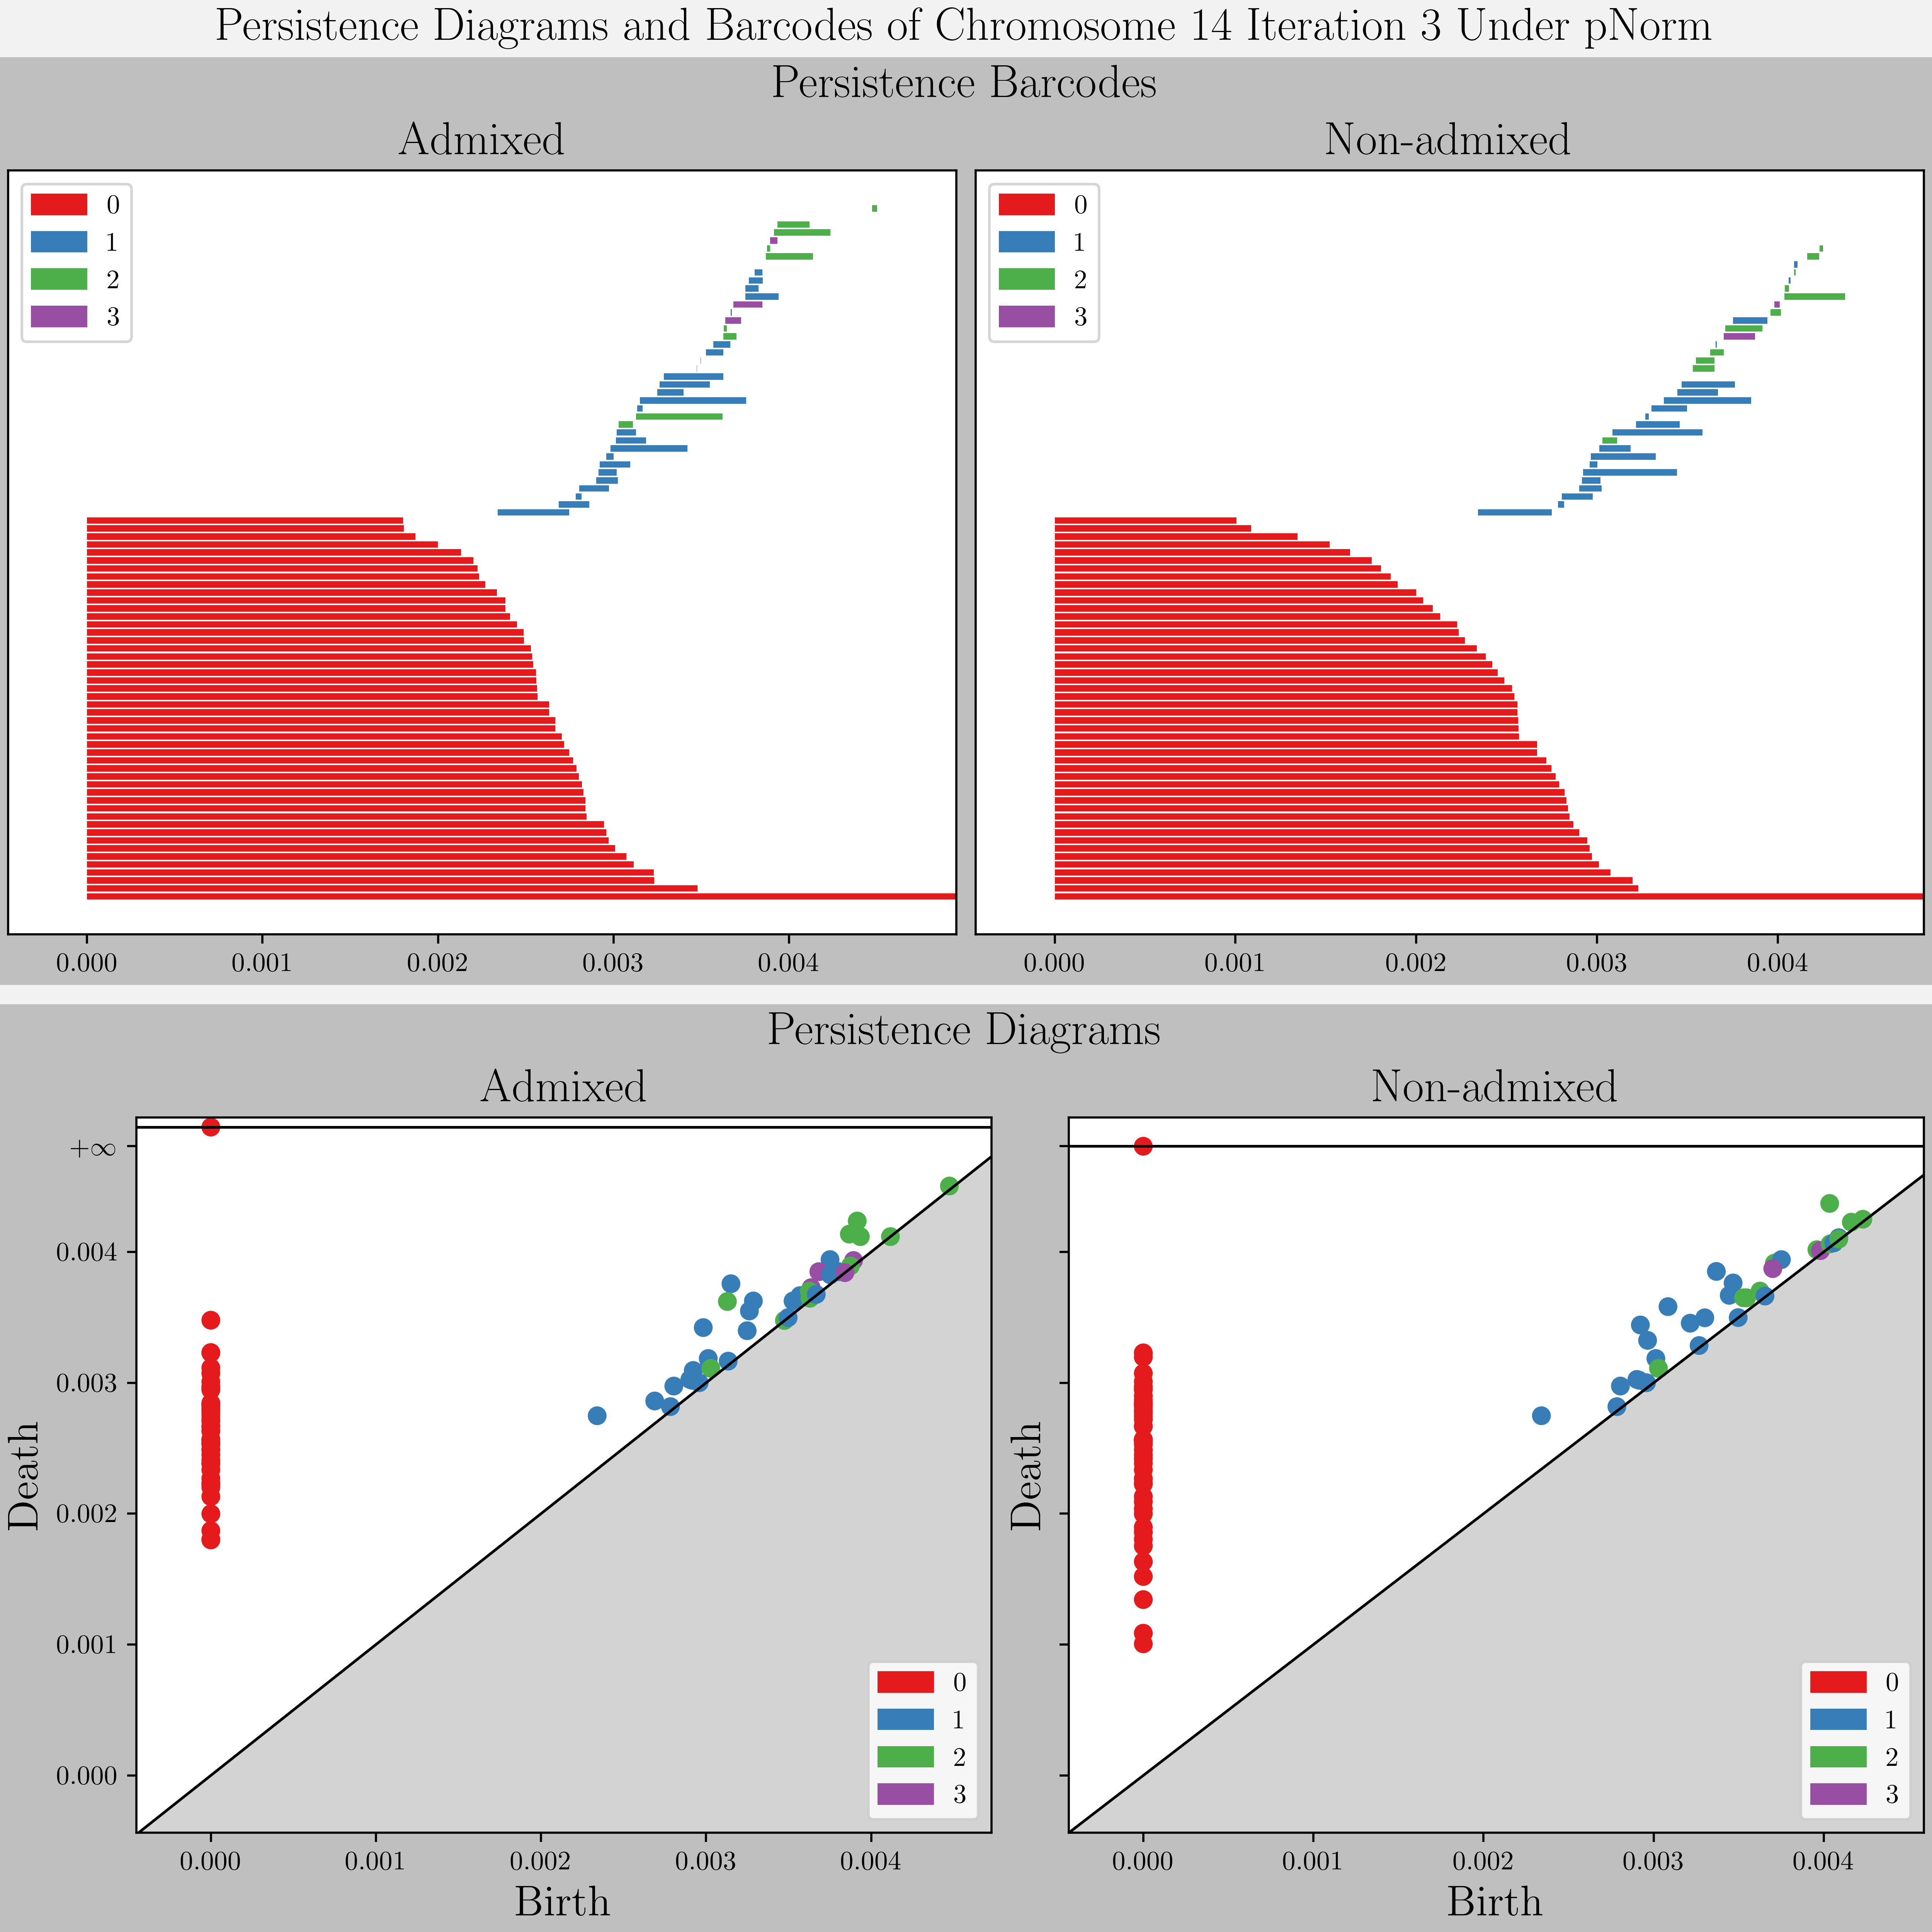 Persistence Diagrams and Barcodes of Chromosome 14 Iteration 3 Under pNorm
Persistence Barcodes
Admixed
0
1
2
3
0.000 0.001 0.002 0.003 0.004
Non-admixed
0
1
2
3
0.000 0.001 0.002 0.003 0.004
Persistence Diagrams
Admixed
Death
+∞
0.004
0.003
0.002
0.001
0.000
0
1
2
3
0.000 0.001 0.002 0.003 0.004
Birth
Non-admixed
Death
0
1
2
3
0.000 0.001 0.002 0.003 0.004
Birth